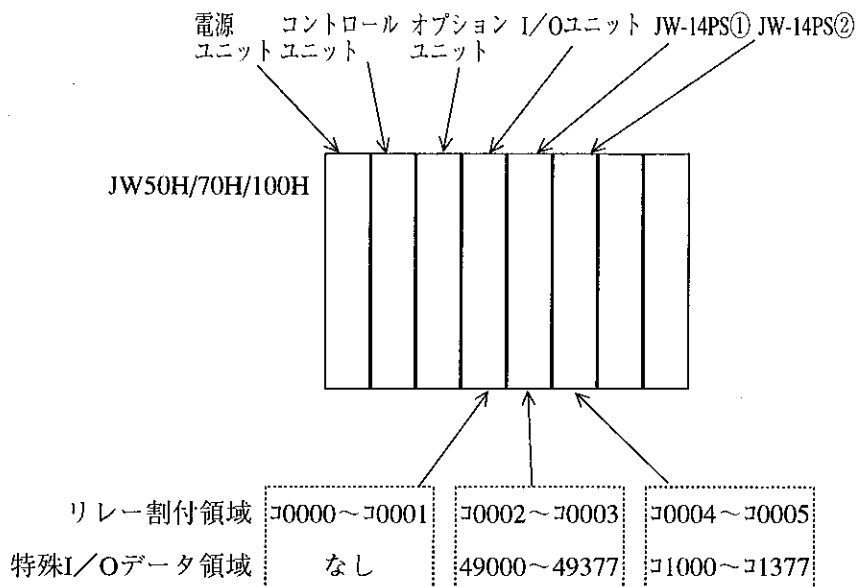 電源 コントロール オプション I/Oユニット JW-14PS① JW-14PS②
ユニット ユニット ユニット
JW50H/70H/100H
リレー割付領域 コ0000～コ0001 コ0002～コ0003 コ0004～コ0005
特殊I/Oデータ領域 なし 49000～49377 コ1000～コ1377